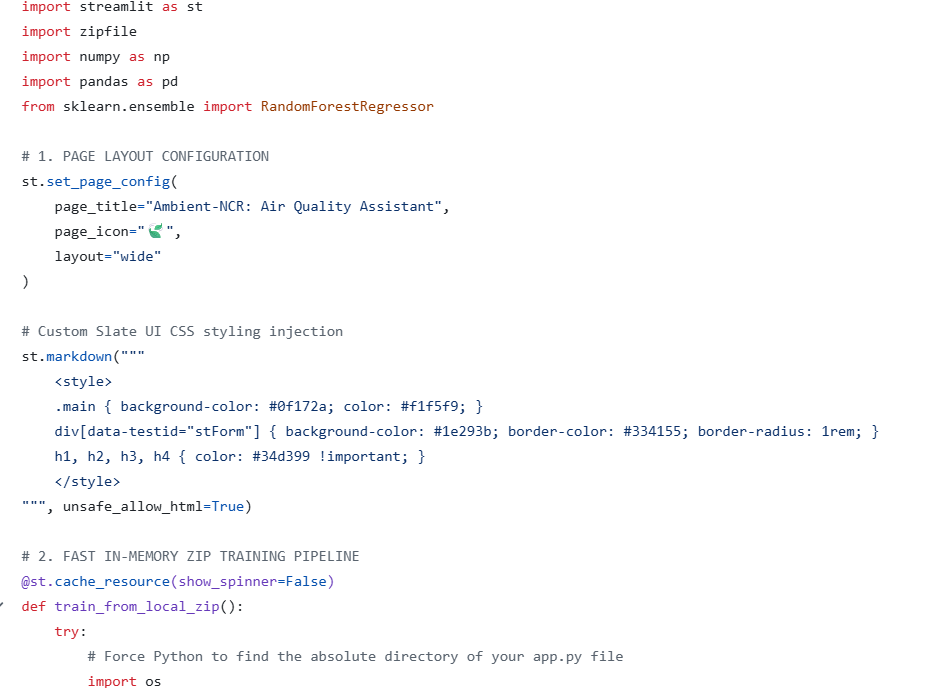 import streamlit as st
import zipfile
import numpy as np
import pandas as pd
from sklearn.ensemble import RandomForestRegressor
# 1. PAGE LAYOUT CONFIGURATION
st.set_page_config(
    page_title="Ambient-NCR: Air Quality Assistant",
    page_icon="🍃",
    layout="wide"
)
# Custom Slate UI CSS styling injection
st.markdown("""
    <style>
    .main { background-color: #0f172a; color: #f1f5f9; }
    div[data-testid="stForm"] { background-color: #1e293b; border-color: #334155; border-radius: 1rem; }
    h1, h2, h3, h4 { color: #34d399 !important; }
    </style>
""", unsafe_allow_html=True)
# 2. FAST IN-MEMORY ZIP TRAINING PIPELINE
@st.cache_resource(show_spinner=False)
def train_from_local_zip():
    try:
        # Force Python to find the absolute directory of your app.py file
        import os